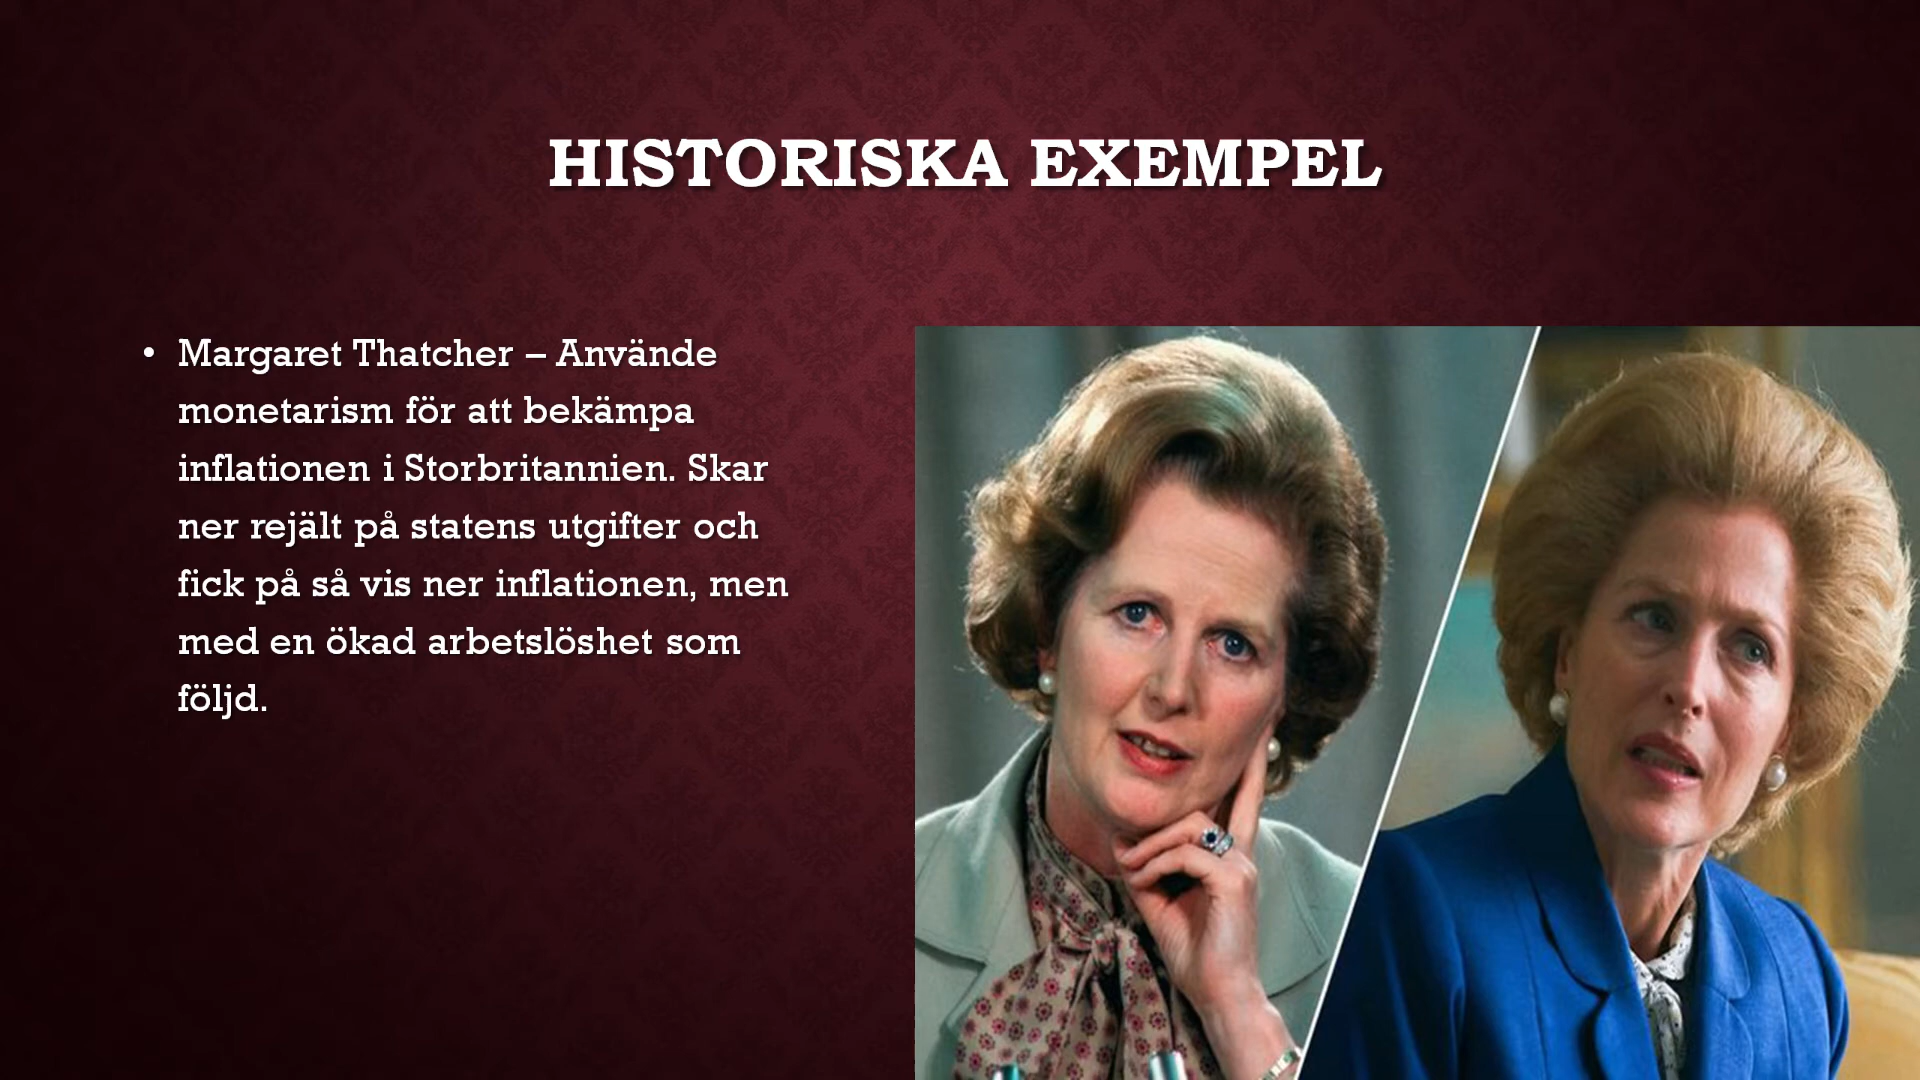 HISTORISKA EXEMPEL
• Margaret Thatcher – Använde
monetarism för att bekämpa
inflationen i Storbritannien. Skar
ner rejält på statens utgifter och
fick på så vis ner inflationen, men
med en ökad arbetslöshet som
följd.